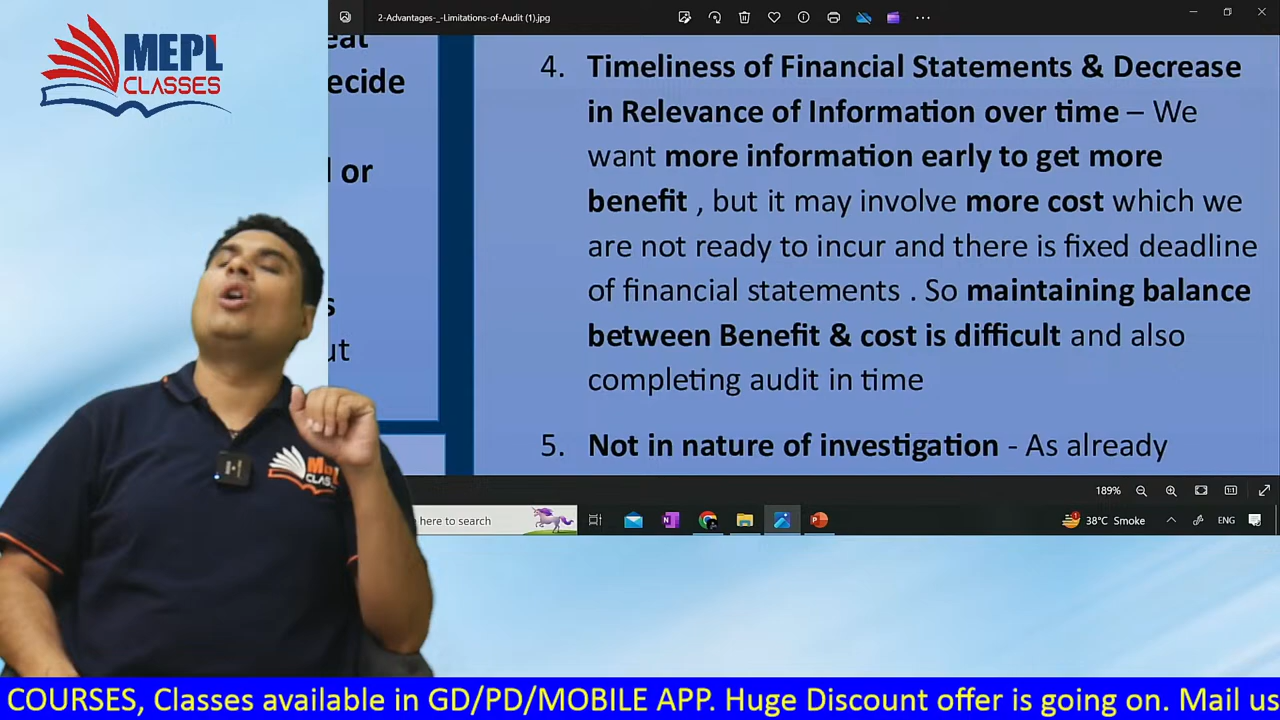 MEPL
CLASSES
2-Advantages-_-Limitations-of-Audit (1).jpg
eat
ecide
l or
s
ut
4. Timeliness of Financial Statements & Decrease
in Relevance of Information over time – We
want more information early to get more
benefit , but it may involve more cost which we
are not ready to incur and there is fixed deadline
of financial statements . So maintaining balance
between Benefit & cost is difficult and also
completing audit in time
5. Not in nature of investigation - As already
189%
here to search
38°C Smoke
ENG
COURSES, Classes available in GD/PD/MOBILE APP. Huge Discount offer is going on. Mail us